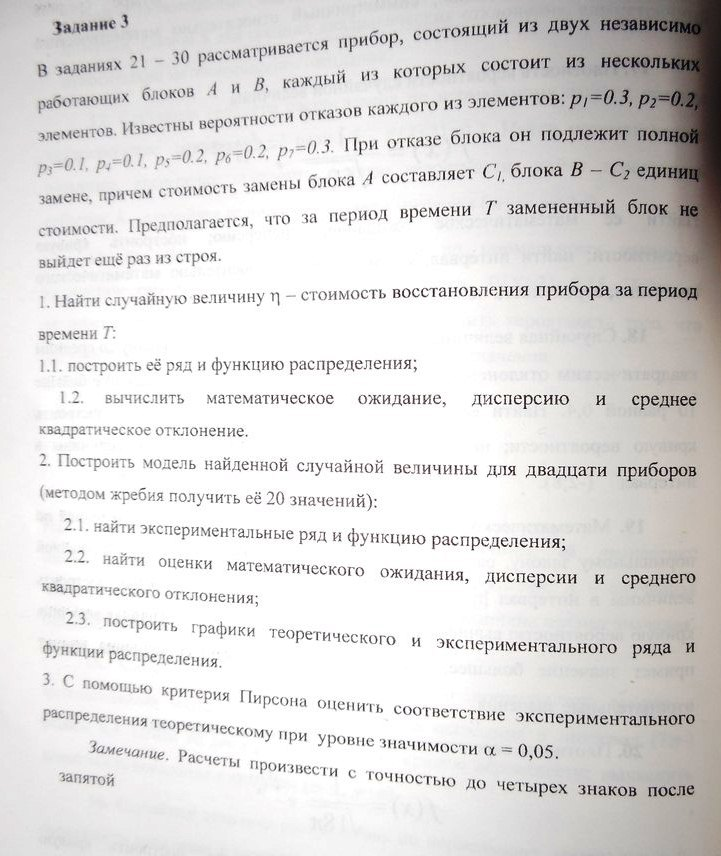 Задание 3
В заданиях 21 – 30 рассматривается прибор, состоящий из двух независимо
работающих блоков A и B, каждый из которых состоит из нескольких
элементов. Известны вероятности отказов каждого из элементов: p1=0.3, p2=0.2,
p3=0.1, p4=0.1, p5=0.2, p6=0.2, p7=0.3. При отказе блока он подлежит полной
замене, причем стоимость замены блока A составляет C1, блока B – C2 единиц
стоимости. Предполагается, что за период времени T замененный блок не
выйдет ещё раз из строя.
1. Найти случайную величину η – стоимость восстановления прибора за период
времени T:
1.1. построить её ряд и функцию распределения;
1.2. вычислить математическое ожидание, дисперсию и среднее
квадратическое отклонение.
2. Построить модель найденной случайной величины для двадцати приборов
(методом жребия получить её 20 значений):
2.1. найти экспериментальные ряд и функцию распределения;
2.2. найти оценки математического ожидания, дисперсии и среднего
квадратического отклонения;
2.3. построить графики теоретического и экспериментального ряда и
функции распределения.
3. С помощью критерия Пирсона оценить соответствие экспериментального
распределения теоретическому при уровне значимости α = 0,05.
Замечание. Расчеты произвести с точностью до четырех знаков после
запятой